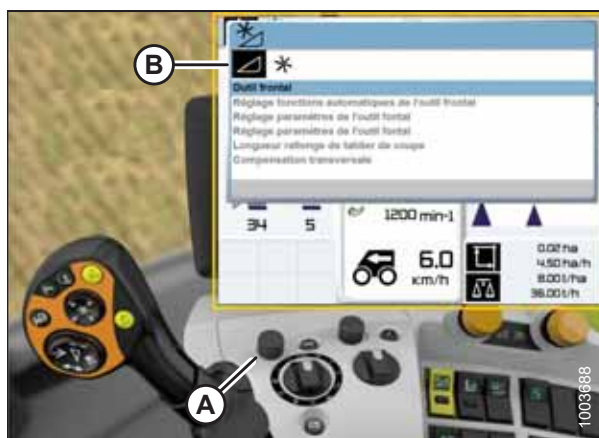 B
Outil frontal
Réglage fonctions automatiques de l'outil frontal
Réglage paramètres de l'outil fontal
Réglage paramètres de l'outil fontal
Longueur rallonge de tablier de coupe
Compensation transversale
34
5
1200 min-1
6.0
km/h
0.02 ha
4.50 ha/h
8.00 l/ha
36.00 l/h
A
1003688